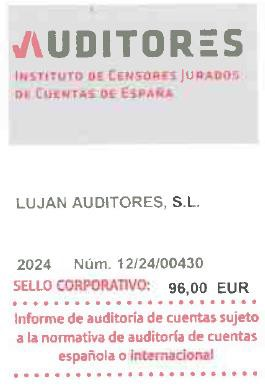 AUDITORES
INSTITUTO DE CENSORES JURADOS
DE CUENTAS DE ESPAÑA
LUJAN AUDITORES, S.L.
2024 Núm. 12/24/00430
SELLO CORPORATIVO: 96,00 EUR
Informe de auditoría de cuentas sujeto
a la normativa de auditoría de cuentas
española o internacional